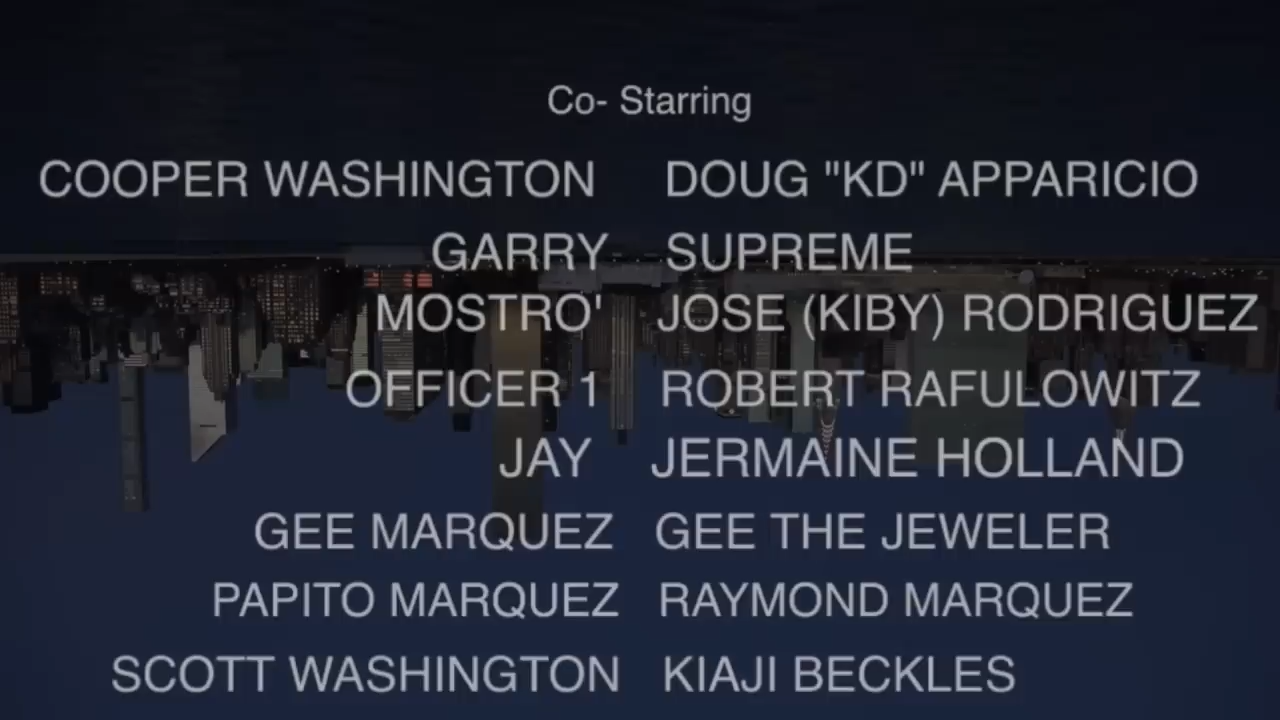 Co- Starring
COOPER WASHINGTON DOUG "KD" APPARICIO
GARRY SUPREME
MOSTRO' JOSE (KIBY) RODRIGUEZ
OFFICER 1 ROBERT RAFULOWITZ
JAY JERMAINE HOLLAND
GEE MARQUEZ GEE THE JEWELER
PAPITO MARQUEZ RAYMOND MARQUEZ
SCOTT WASHINGTON KIAJI BECKLES